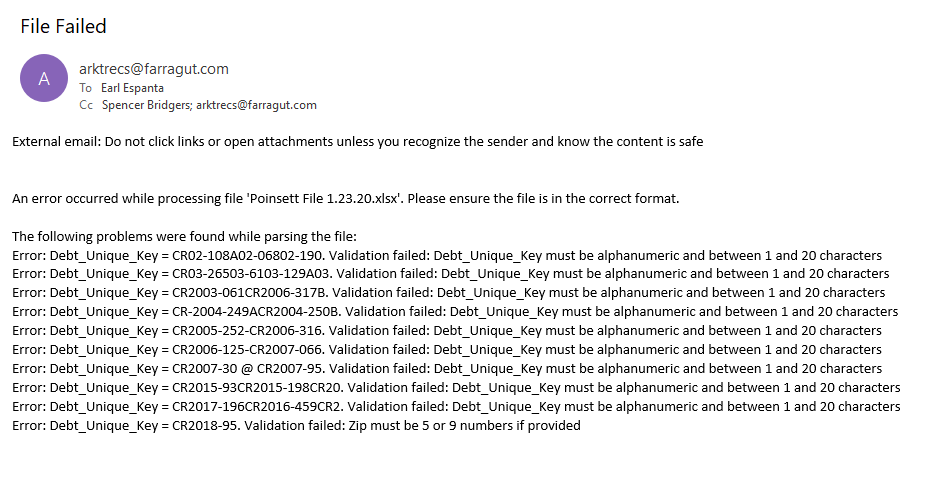 File Failed
A
arktrecs@farragut.com
To Earl Espanta
Cc Spencer Bridgers; arktrecs@farragut.com
External email: Do not click links or open attachments unless you recognize the sender and know the content is safe
An error occurred while processing file 'Poinsett File 1.23.20.xlsx'. Please ensure the file is in the correct format.
The following problems were found while parsing the file:
Error: Debt_Unique_Key = CR02-108A02-06802-190. Validation failed: Debt_Unique_Key must be alphanumeric and between 1 and 20 characters
Error: Debt_Unique_Key = CR03-26503-6103-129A03. Validation failed: Debt_Unique_Key must be alphanumeric and between 1 and 20 characters
Error: Debt_Unique_Key = CR2003-061CR2006-317B. Validation failed: Debt_Unique_Key must be alphanumeric and between 1 and 20 characters
Error: Debt_Unique_Key = CR-2004-249ACR2004-250B. Validation failed: Debt_Unique_Key must be alphanumeric and between 1 and 20 characters
Error: Debt_Unique_Key = CR2005-252-CR2006-316. Validation failed: Debt_Unique_Key must be alphanumeric and between 1 and 20 characters
Error: Debt_Unique_Key = CR2006-125-CR2007-066. Validation failed: Debt_Unique_Key must be alphanumeric and between 1 and 20 characters
Error: Debt_Unique_Key = CR2007-30 @ CR2007-95. Validation failed: Debt_Unique_Key must be alphanumeric and between 1 and 20 characters
Error: Debt_Unique_Key = CR2015-93CR2015-198CR20. Validation failed: Debt_Unique_Key must be alphanumeric and between 1 and 20 characters
Error: Debt_Unique_Key = CR2017-196CR2016-459CR2. Validation failed: Debt_Unique_Key must be alphanumeric and between 1 and 20 characters
Error: Debt_Unique_Key = CR2018-95. Validation failed: Zip must be 5 or 9 numbers if provided